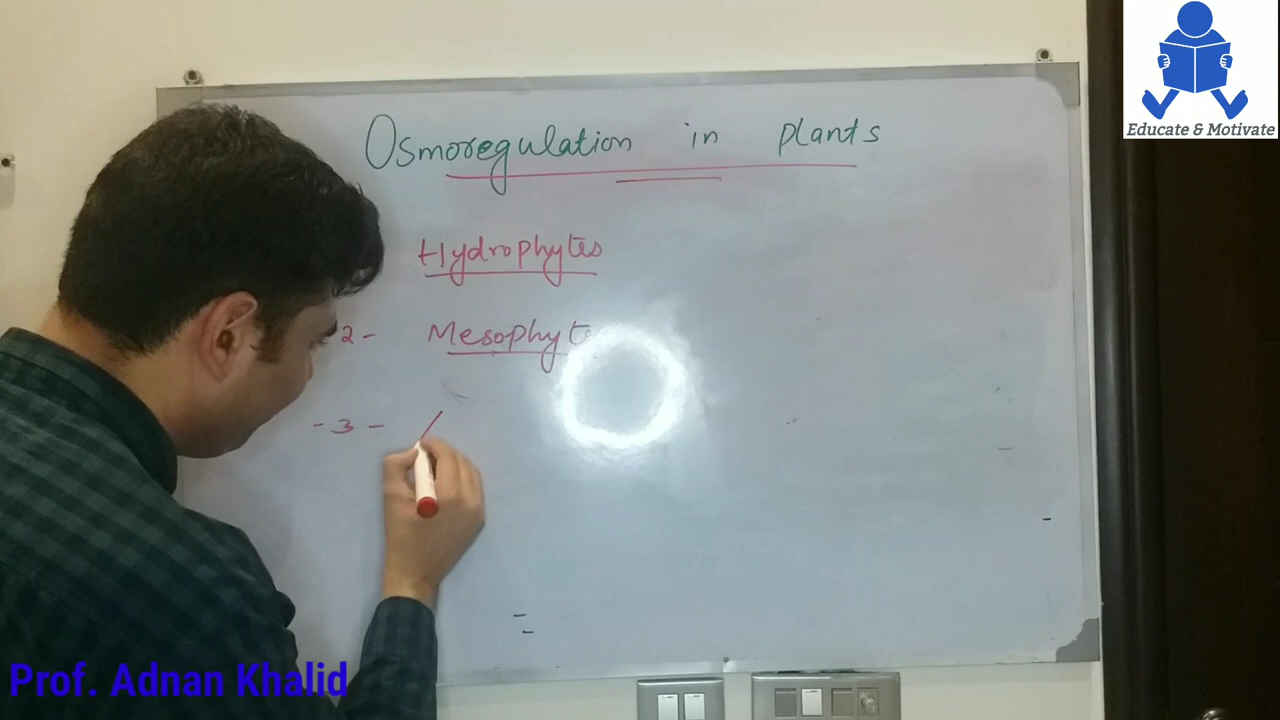 Educate & Motivate
Osmoregulation in plants
Hydrophytes
2- Mesophyt
-3-
Prof. Adnan Khalid